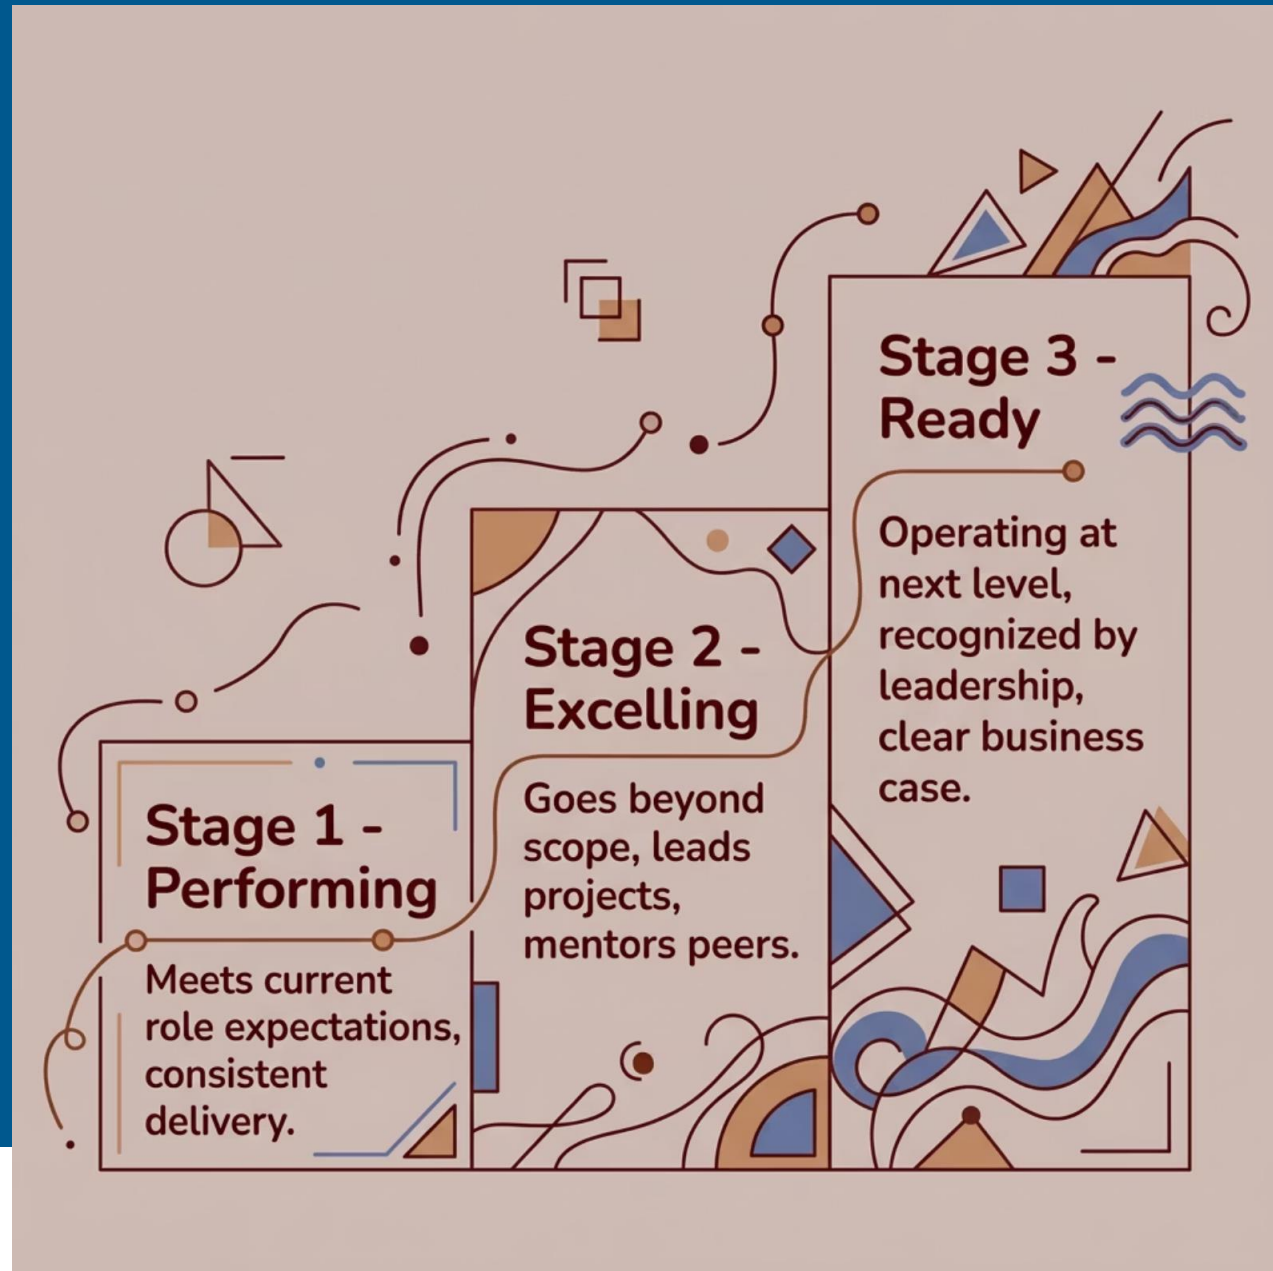 Stage 1 -
Performing
Meets current
role expectations,
consistent
delivery.
Stage 2 -
Excelling
Goes beyond
scope, leads
projects,
mentors peers.
Stage 3 -
Ready
Operating at
next level,
recognized by
leadership,
clear business
case.